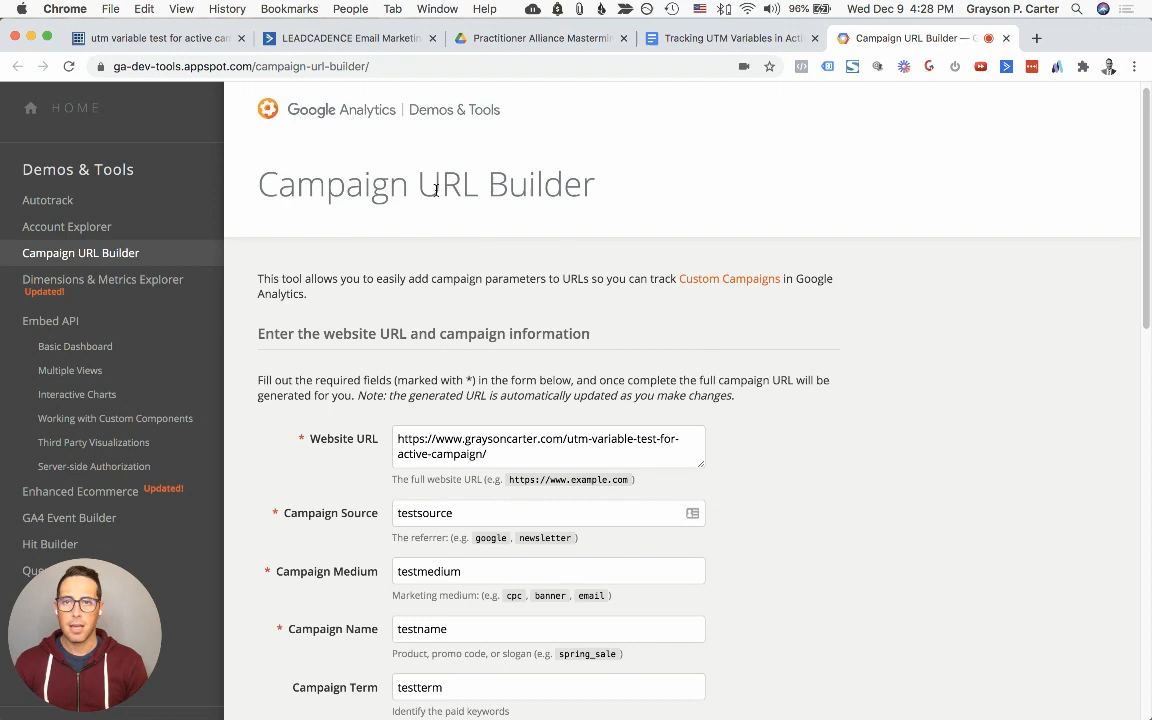 Chrome File Edit View History Bookmarks People Tab Window Help 96% Wed Dec 9 4:28 PM Grayson P. Carter
utm variable test for active can
LEADCADENCE Email Marketin
Practitioner Alliance Mastermin
Tracking UTM Variables in Acti
Campaign URL Builder — G
ga-dev-tools.appspot.com/campaign-url-builder/
HOME
Google Analytics | Demos & Tools
Demos & Tools
Autotrack
Account Explorer
Campaign URL Builder
Dimensions & Metrics Explorer
Updated!
Embed API
Basic Dashboard
Multiple Views
Interactive Charts
Working with Custom Components
Third Party Visualizations
Server-side Authorization
Enhanced Ecommerce Updated!
GA4 Event Builder
Hit Builder
Campaign URL Builder
This tool allows you to easily add campaign parameters to URLs so you can track Custom Campaigns in Google
Analytics.
Enter the website URL and campaign information
Fill out the required fields (marked with *) in the form below, and once complete the full campaign URL will be
generated for you. Note: the generated URL is automatically updated as you make changes.
* Website URL
https://www.graysoncarter.com/utm-variable-test-for-
active-campaign/
The full website URL (e.g. https://www.example.com )
* Campaign Source
testsource
The referrer: (e.g. google , newsletter )
* Campaign Medium
testmedium
Marketing medium: (e.g. cpc , banner , email )
* Campaign Name
testname
Product, promo code, or slogan (e.g. spring_sale )
Campaign Term
testterm
Identify the paid keywords